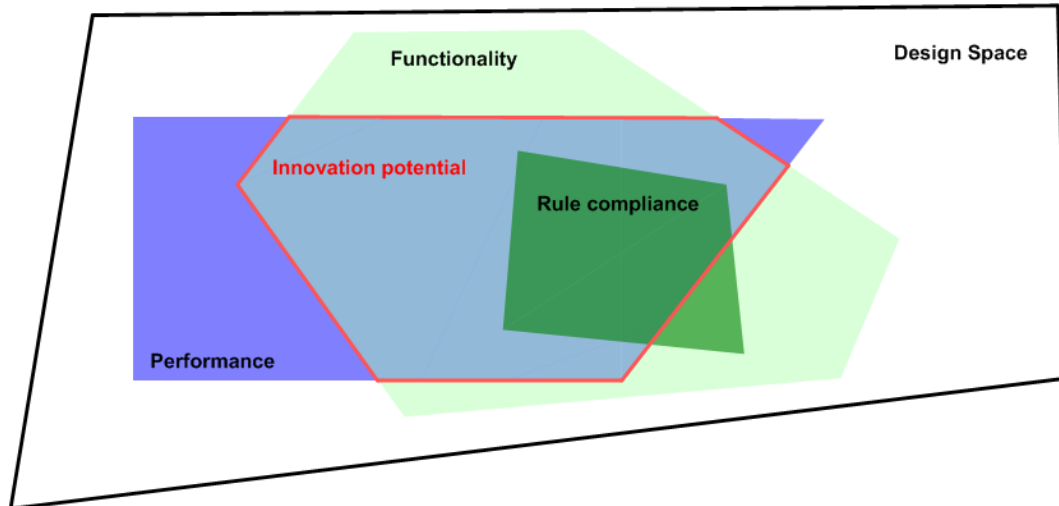 Design Space
Functionality
Innovation potential
Rule compliance
Performance